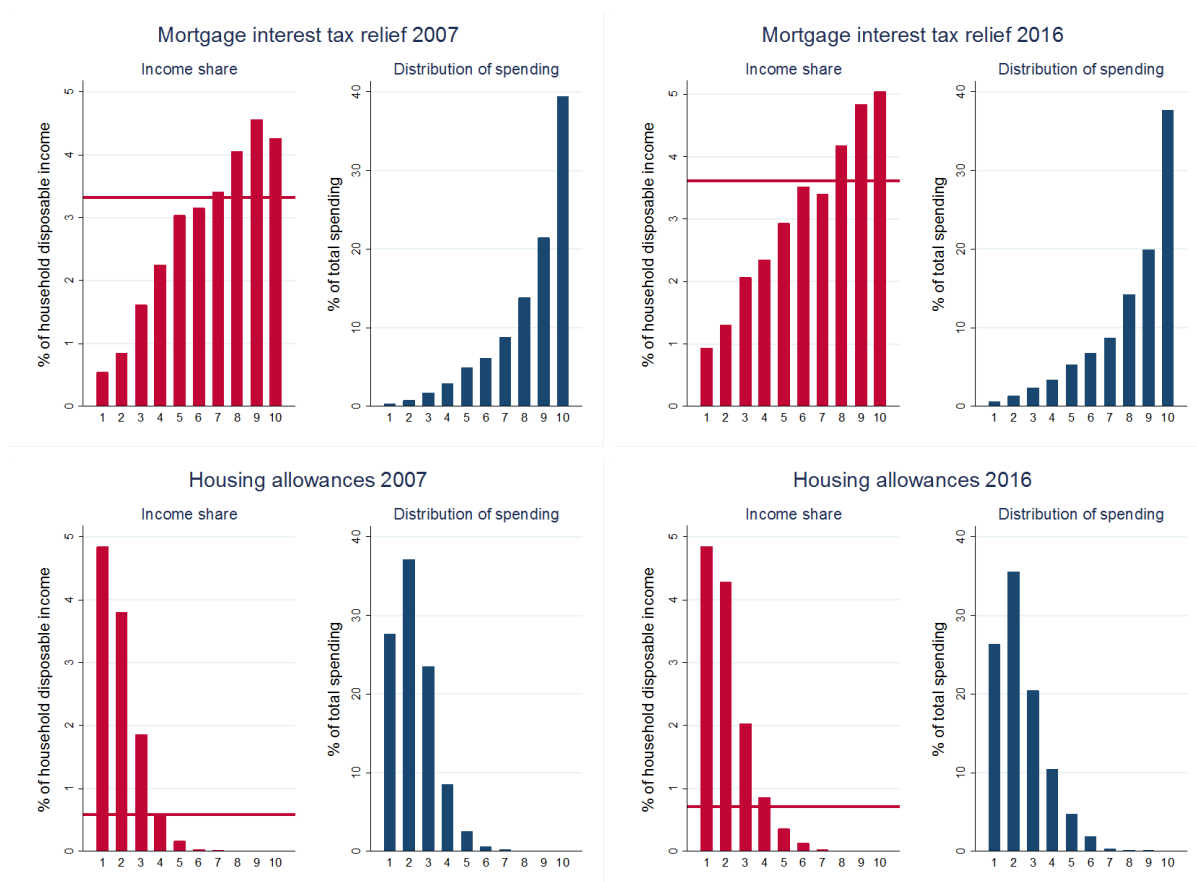 Mortgage interest tax relief 2007
Income share
Distribution of spending
% of household disposable income
0 1 2 3 4 5
1 2 3 4 5 6 7 8 9 10
% of total spending
0 10 20 30 40
1 2 3 4 5 6 7 8 9 10
Mortgage interest tax relief 2016
Income share
Distribution of spending
% of household disposable income
0 1 2 3 4 5
1 2 3 4 5 6 7 8 9 10
% of total spending
0 10 20 30 40
1 2 3 4 5 6 7 8 9 10
Housing allowances 2007
Income share
Distribution of spending
% of household disposable income
0 1 2 3 4 5
1 2 3 4 5 6 7 8 9 10
% of total spending
0 10 20 30 40
1 2 3 4 5 6 7 8 9 10
Housing allowances 2016
Income share
Distribution of spending
% of household disposable income
0 1 2 3 4 5
1 2 3 4 5 6 7 8 9 10
% of total spending
0 10 20 30 40
1 2 3 4 5 6 7 8 9 10